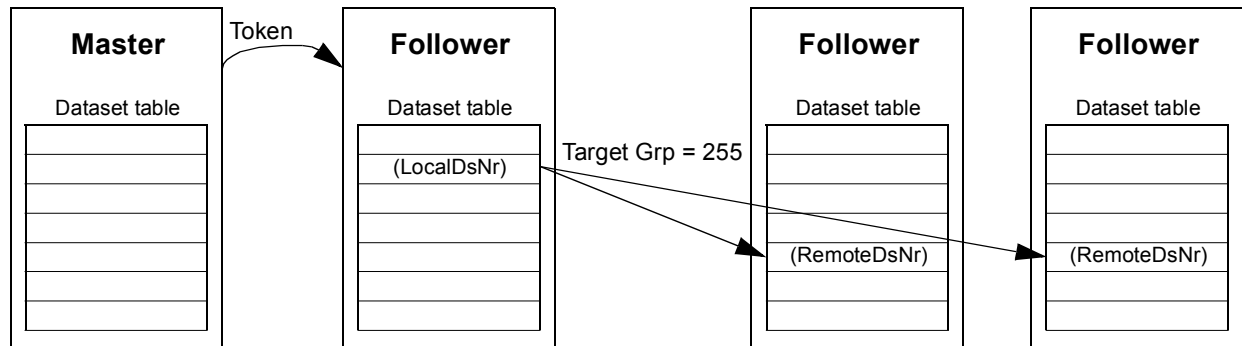 Token
Master
Follower
Follower
Follower
Dataset table
Dataset table
Dataset table
Dataset table
Target Grp = 255
(LocalDsNr)
(RemoteDsNr)
(RemoteDsNr)